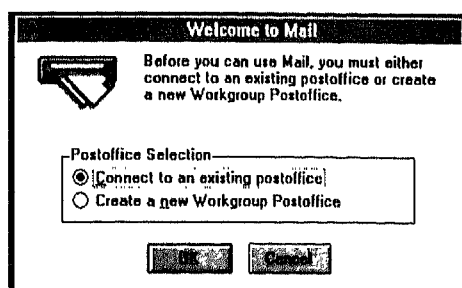 Welcome to Mail
Before you can use Mail, you must either
connect to an existing postoffice or create
a new Workgroup Postoffice.
Postoffice Selection
Connect to an existing postoffice
Create a new Workgroup Postoffice
OK
Cancel